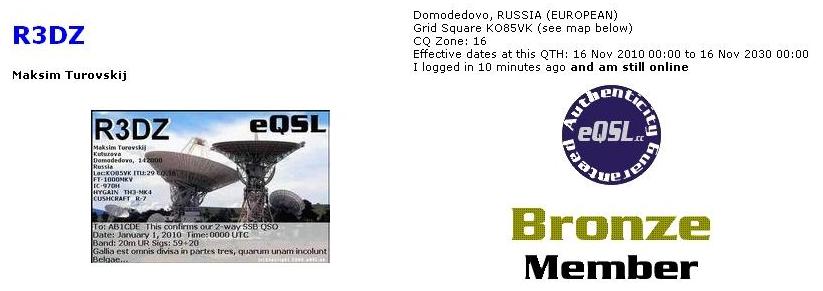 R3DZ
Maksim Turovskij
R3DZ
eQSL
Maksim Turovskij
Kutuzova
Domodedovo, 142000
Russia
Loc:KO85VK ITU:29 CQ:16
FT-1000MKV
IC-970H
HYGAIN TH3-MK4
CUSHCRAFT R-7
To: AB1CDE This confirms our 2-way SSB QSO
Date: January 1, 2010 Time: 0000 UTC
Band: 20m UR Sigs: 59+20
Gallia est omnis divisa in partes tres, quarum unam incolunt
Belgae...
Domodedovo, RUSSIA (EUROPEAN)
Grid Square KO85VK (see map below)
CQ Zone: 16
Effective dates at this QTH: 16 Nov 2010 00:00 to 16 Nov 2030 00:00
I logged in 10 minutes ago and am still online
Authenticity
eQSL.cc
Guaranteed
Bronze
Member